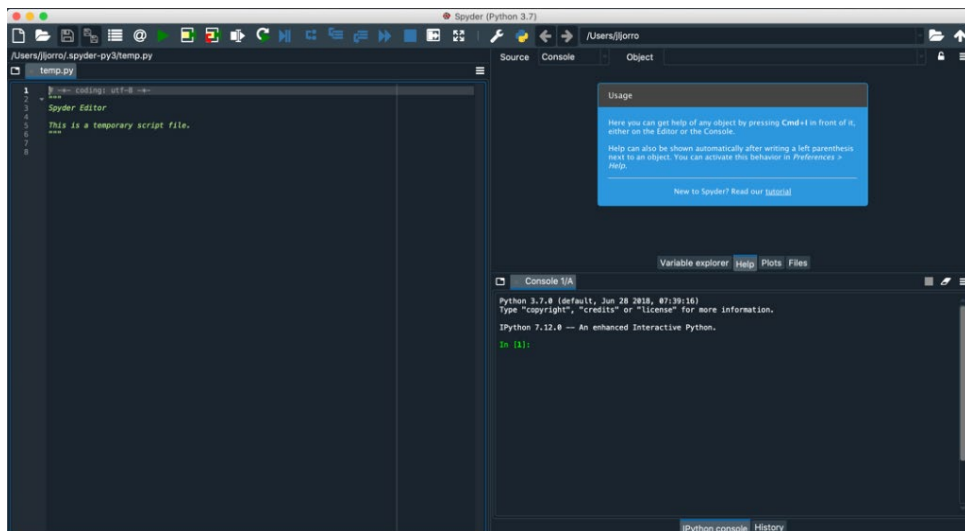 Spyder (Python 3.7)
/Users/jljorro
/Users/jljorro/.spyder-py3/temp.py
temp.py
1 # -*- coding: utf-8 -*-
2 """
3 Spyder Editor
4
5 This is a temporary script file.
6 """
7
8
Source Console Object
Usage
Here you can get help of any object by pressing Cmd+I in front of it,
either on the Editor or the Console.
Help can also be shown automatically after writing a left parenthesis
next to an object. You can activate this behavior in Preferences >
Help.
New to Spyder? Read our tutorial
Variable explorer Help Plots Files
Console 1/A
Python 3.7.0 (default, Jun 28 2018, 07:39:16)
Type "copyright", "credits" or "license" for more information.
IPython 7.12.0 -- An enhanced Interactive Python.
In [1]:
IPython console History